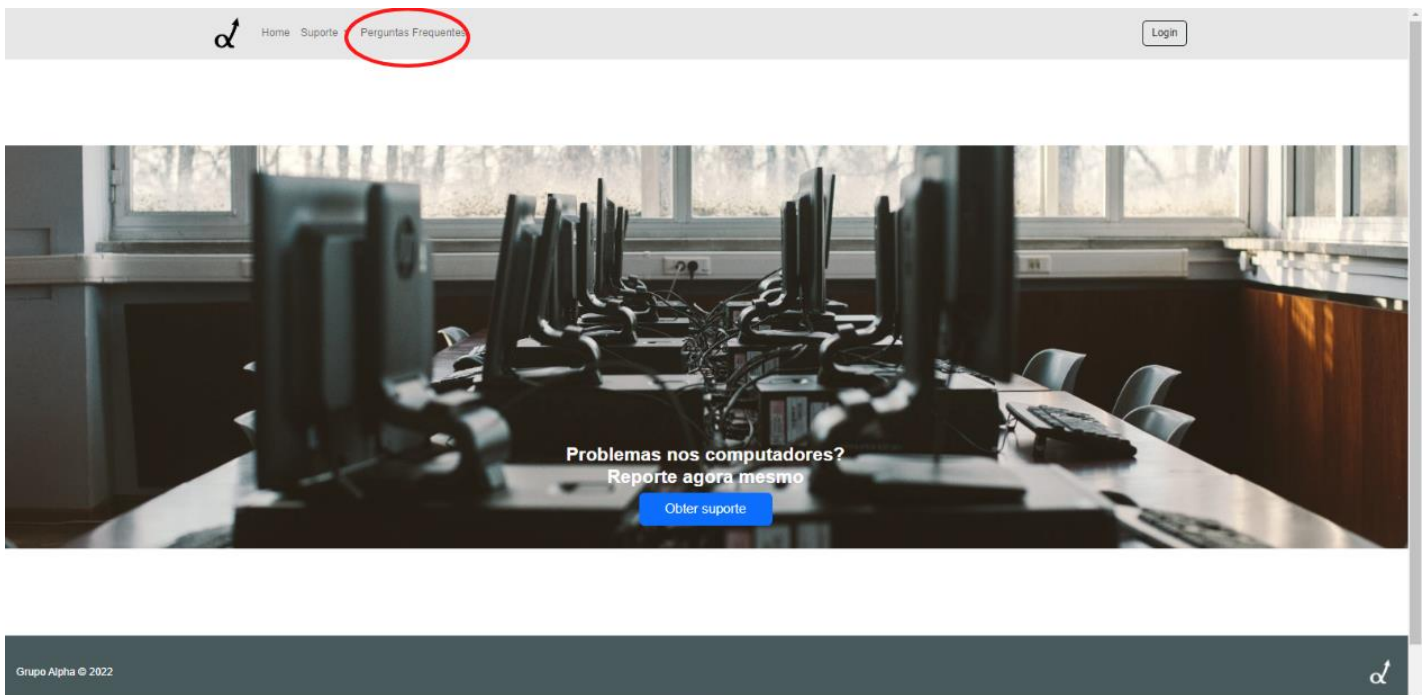 Home Suporte Perguntas Frequentes
Login
Problemas nos computadores?
Reporte agora mesmo
Obter suporte
Grupo Alpha © 2022